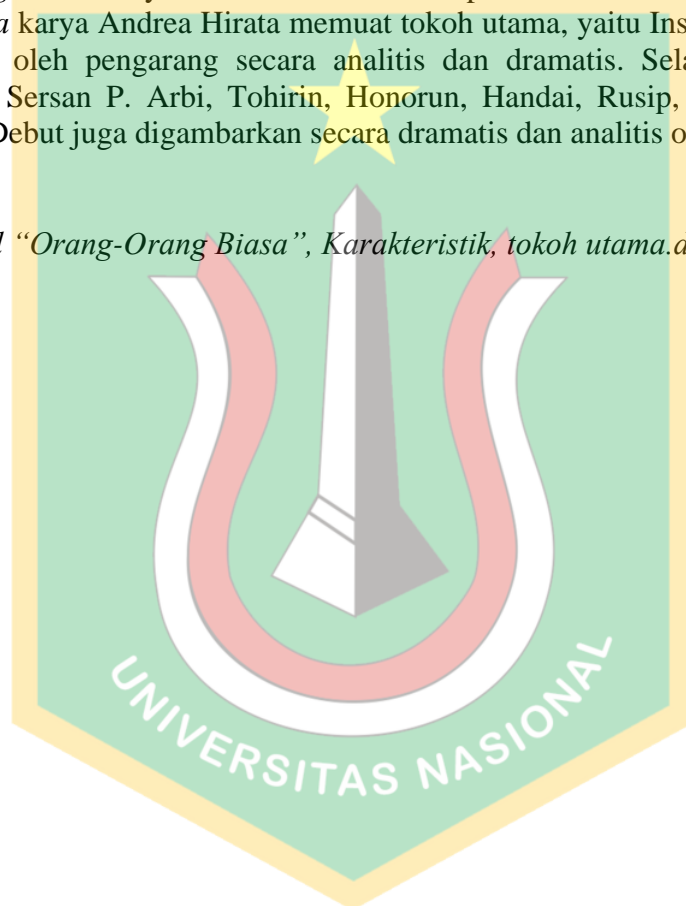 a karya Andrea Hirata memuat tokoh utama, yaitu Ins
oleh pengarang secara analitis dan dramatis. Sela
Sersan P. Arbi, Tohirin, Honorun, Handai, Rusip,
Debut juga digambarkan secara dramatis dan analitis o
“Orang-Orang Biasa”, Karakteristik, tokoh utama.d
UNIVERSITAS NASIONAL